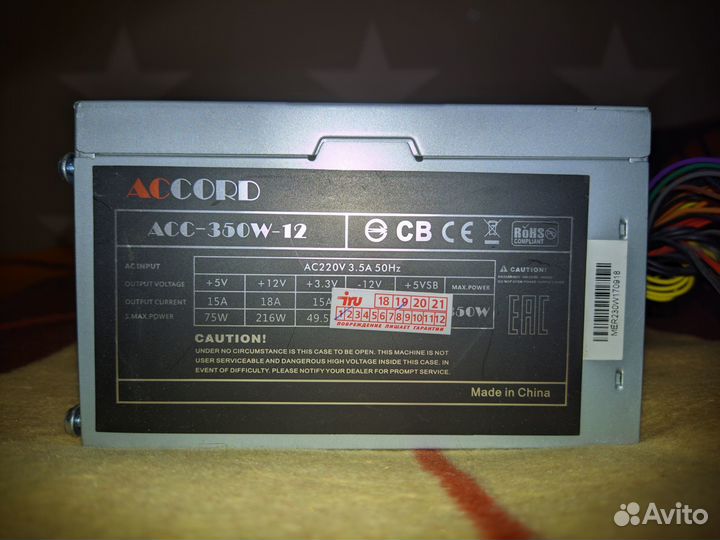 ACCORD
ACC-350W-12
CB CE
RoHS
COMPLIANT
AC INPUT AC220V 3.5A 50Hz
OUTPUT VOLTAGE +5V +12V +3.3V -12V +5VSB MAX.POWER
OUTPUT CURRENT 15A 18A 15A
S.MAX.POWER 75W 216W 49.5
iru 18 19 20 21
1 2 3 4 5 6 7 8 9 10 11 12
ПОВРЕЖДЕНИЕ ЛИШАЕТ ГАРАНТИИ
CAUTION!
UNDER NO CIRCUMSTANCE IS THIS CASE TO BE OPEN. THIS MACHINE IS NOT
USER SERVICEABLE AND DANGEROUS HIGH VOLTAGE INSIDE THIS CASE. IN
EVENT OF DIFFICULTY. PLEASE NOTIFY YOUR DEALER FOR PROMPT SERVICE.
CAUTION!
EAC
Made in China
MER230W170918
Avito